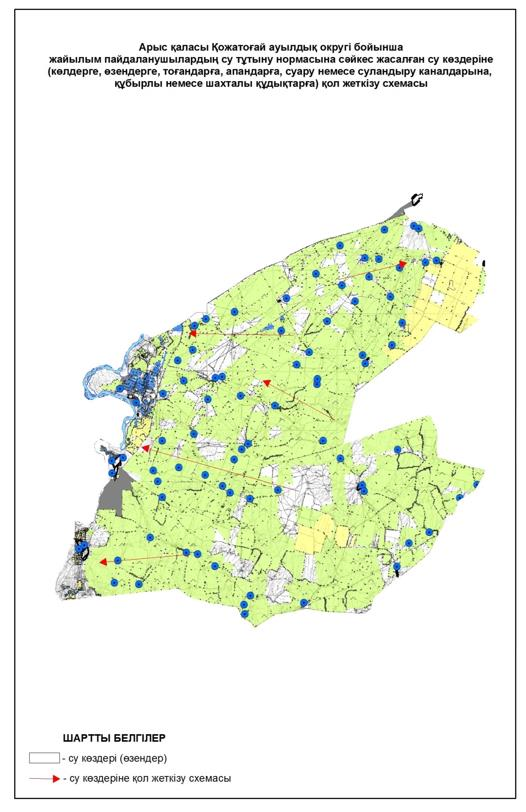 Арыс қаласы Қожатоғай ауылдық округі бойынша
жайылым пайдаланушылардың су тұтыну нормасына сәйкес жасалған су көздеріне
(көлдерге, өзендерге, тоғандарға, апандарға, суару немесе суландыру каналдарына,
құбырлы немесе шахталы құдықтарға) қол жеткізу схемасы
ШАРТТЫ БЕЛГІЛЕР
- су көздері (өзендер)
- су көздеріне қол жеткізу схемасы